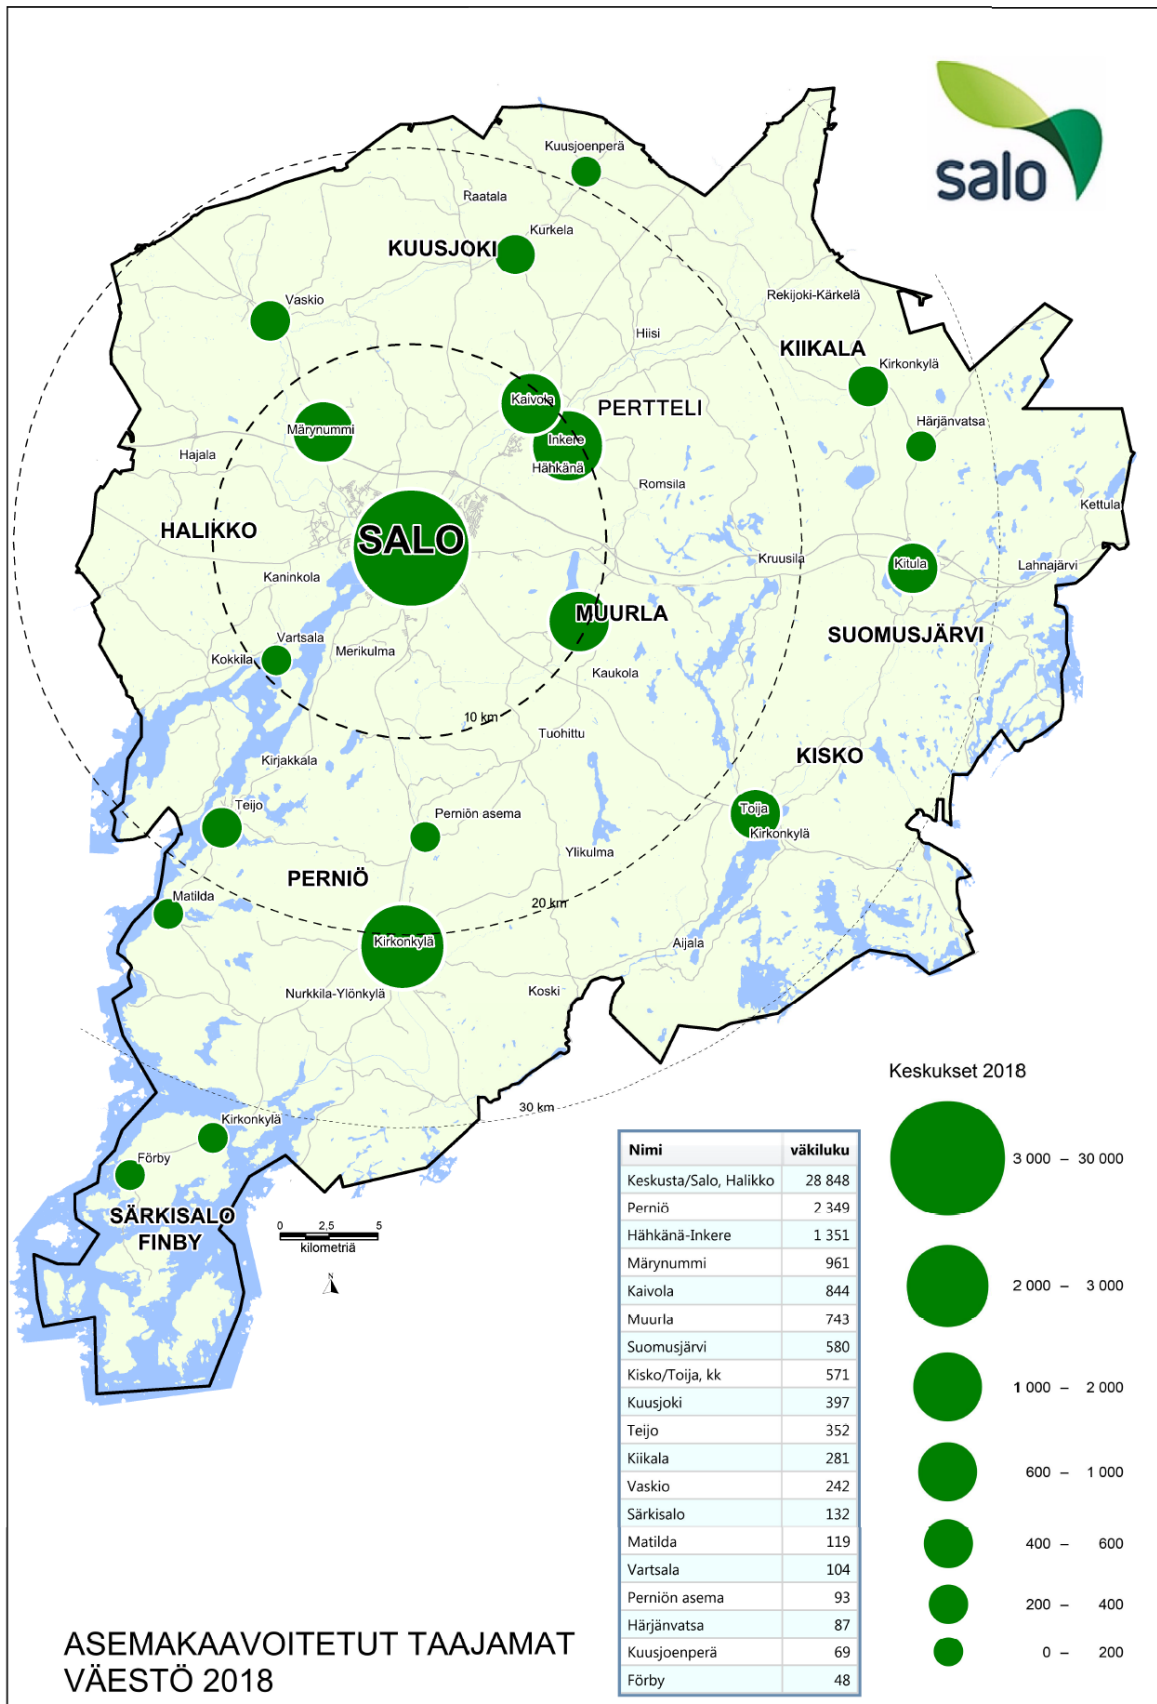 salo
Kuusjoenperä
Raatala
Kurkela
KUUSJOKI
Rekijoki-Kärkelä
Vaskio
Hiisi
KIIKALA
Kirkonkylä
Kaivola
PERTTELI
Härjänvatsa
Märynummi
Inkere
Hajala
Hähkänä
Romsila
Kettula
HALIKKO
SALO
Kruusila
Kitula
Lahnajärvi
Kaninkola
MUURLA
SUOMUSJÄRVI
Vartsala
Merikulma
Kokkila
Kaukola
10 km
Tuohittu
KISKO
Kirjakkala
Teijo
Perniön asema
Toija
Kirkonkylä
Ylikulma
PERNIÖ
Matilda
20 km
Kirkonkylä
Aijala
Nurkkila-Ylönkylä
Koski
30 km
Kirkonkylä
Förby
SÄRKISALO
FINBY
0 2,5 5
kilometriä
N
Keskukset 2018
3 000 – 30 000
2 000 – 3 000
1 000 – 2 000
600 – 1 000
400 – 600
200 – 400
0 – 200
Nimi väkiluku
Keskusta/Salo, Halikko 28 848
Perniö 2 349
Hähkänä-Inkere 1 351
Märynummi 961
Kaivola 844
Muurla 743
Suomusjärvi 580
Kisko/Toija, kk 571
Kuusjoki 397
Teijo 352
Kiikala 281
Vaskio 242
Särkisalo 132
Matilda 119
Vartsala 104
Perniön asema 93
Härjänvatsa 87
Kuusjoenperä 69
Förby 48
ASEMAKAAVOITETUT TAAJAMAT
VÄESTÖ 2018